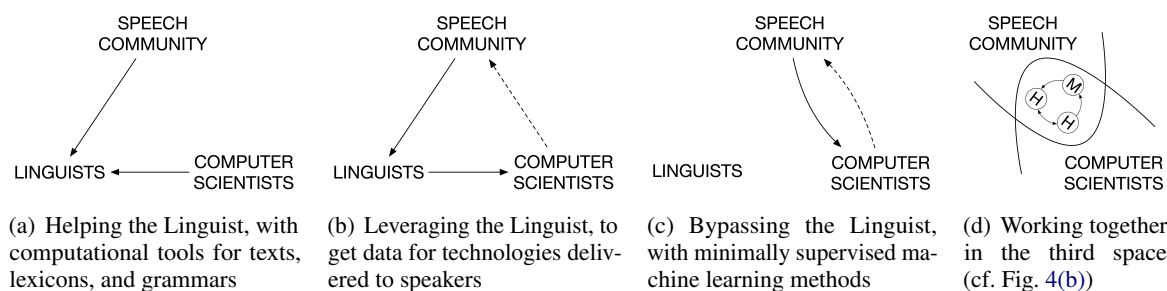 SPEECH
COMMUNITY
LINGUISTS
COMPUTER
SCIENTISTS
(a) Helping the Linguist, with
computational tools for texts,
lexicons, and grammars
SPEECH
COMMUNITY
LINGUISTS
COMPUTER
SCIENTISTS
(b) Leveraging the Linguist, to
get data for technologies deliv-
ered to speakers
SPEECH
COMMUNITY
LINGUISTS
COMPUTER
SCIENTISTS
(c) Bypassing the Linguist,
with minimally supervised ma-
chine learning methods
SPEECH
COMMUNITY
M
H
H
COMPUTER
SCIENTISTS
(d) Working together
in the third space
(cf. Fig. 4(b))